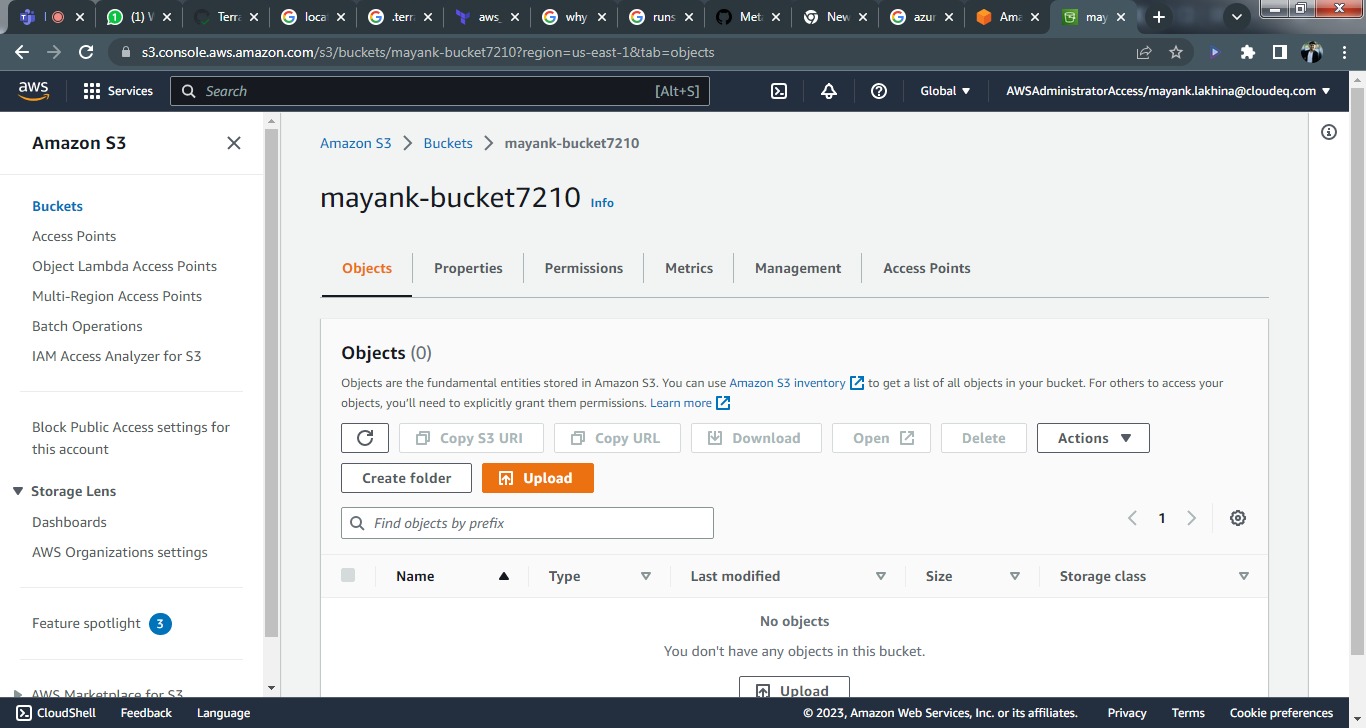 (1) W
Terra
loca
.terra
aws_
why
runs
Met
New
azur
Ama
may
s3.console.aws.amazon.com/s3/buckets/mayank-bucket7210?region=us-east-1&tab=objects
aws
Services
Search
[Alt+S]
Global
AWSAdministratorAccess/mayank.lakhina@cloudeq.com
Amazon S3
Buckets
Access Points
Object Lambda Access Points
Multi-Region Access Points
Batch Operations
IAM Access Analyzer for S3
Block Public Access settings for
this account
Storage Lens
Dashboards
AWS Organizations settings
Feature spotlight 3
AWS Marketplace for S3
Amazon S3 > Buckets > mayank-bucket7210
mayank-bucket7210 Info
Objects
Properties
Permissions
Metrics
Management
Access Points
Objects (0)
Objects are the fundamental entities stored in Amazon S3. You can use Amazon S3 inventory to get a list of all objects in your bucket. For others to access your
objects, you'll need to explicitly grant them permissions. Learn more
Copy S3 URI
Copy URL
Download
Open
Delete
Actions
Create folder
Upload
Find objects by prefix
1
Name
Type
Last modified
Size
Storage class
No objects
You don't have any objects in this bucket.
Upload
CloudShell
Feedback
Language
© 2023, Amazon Web Services, Inc. or its affiliates.
Privacy
Terms
Cookie preferences